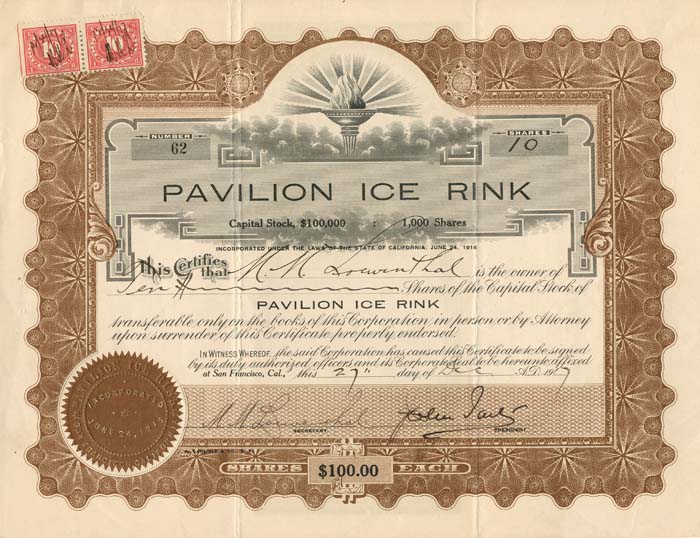 10 10
NUMBER
62
SHARES
10
PAVILION ICE RINK
Capital Stock, $100,000 : 1,000 Shares
INCORPORATED UNDER THE LAWS OF THE STATE OF CALIFORNIA, JUNE 24, 1916
This Certifies that M M Loewenthal is the owner of
Ten Shares of the Capital Stock of
PAVILION ICE RINK
transferable only on the books of this Corporation in person or by Attorney
upon surrender of this Certificate properly endorsed.
IN WITNESS WHEREOF, the said Corporation has caused this Certificate to be signed
by its duly authorised officers and its Corporate Seal to be hereunto affixed
at San Francisco, Cal., this 27th day of Dec A.D. 1917
INCORPORATED
JUNE 24, 1916
SECRETARY
PRESIDENT
SHARES $100.00 EACH